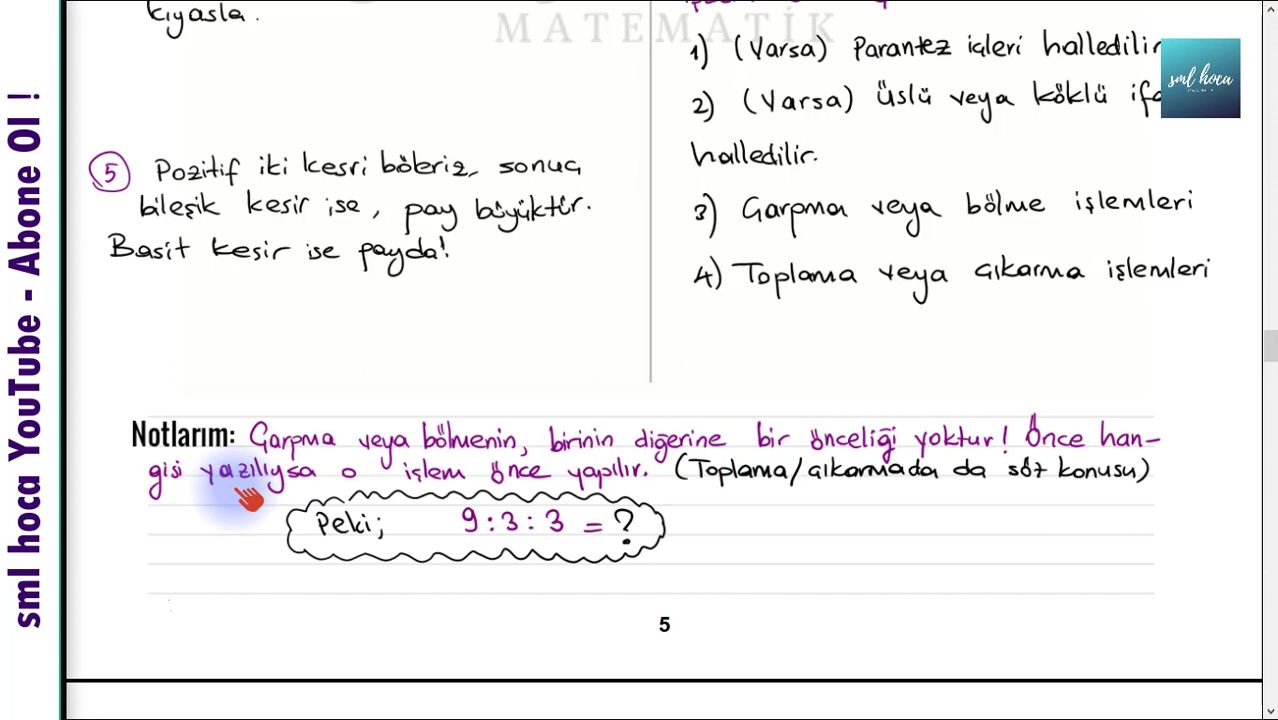 sml hoca YouTube - Abone Ol !
kıyasla.
5 Pozitif iki kesri böleriz, sonuç
bileşik kesir ise, pay büyüktür.
Basit kesir ise payda!
MATEMATİK
1) (Varsa) Parantez içleri halledilir
2) (Varsa) üslü veya köklü ifa
halledilir.
3) Çarpma veya bölme işlemleri
4) Toplama veya çıkarma işlemleri
sml hoca
Notlarım: Çarpma veya bölmenin, birinin diğerine bir önceliği yoktur! Önce han-
gisi yazılıysa o işlem önce yapılır. (Toplama/çıkarmada da söz konusu)
Peki; 9:3:3 = ?
5